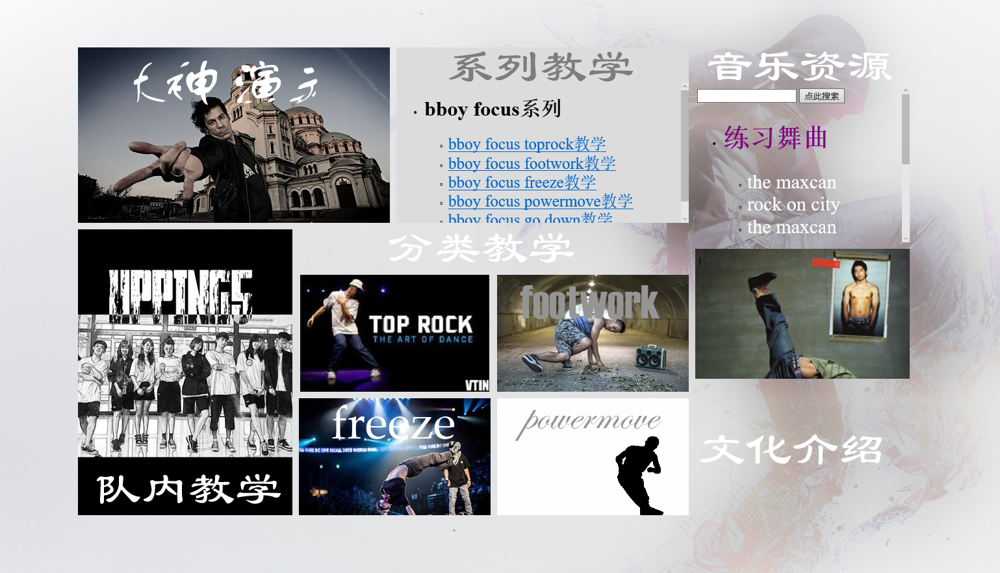 大神演示
系列教学
bboy focus系列
bboy focus toprock教学
bboy focus footwork教学
bboy focus freeze教学
bboy focus powermove教学
bboy focus go down教学
音乐资源
点此搜索
练习舞曲
the maxcan
rock on city
the maxcan
分类教学
UPPINGS
队内教学
TOP ROCK
THE ART OF DANCE
VTIN
footwork
freeze
powermove
文化介绍